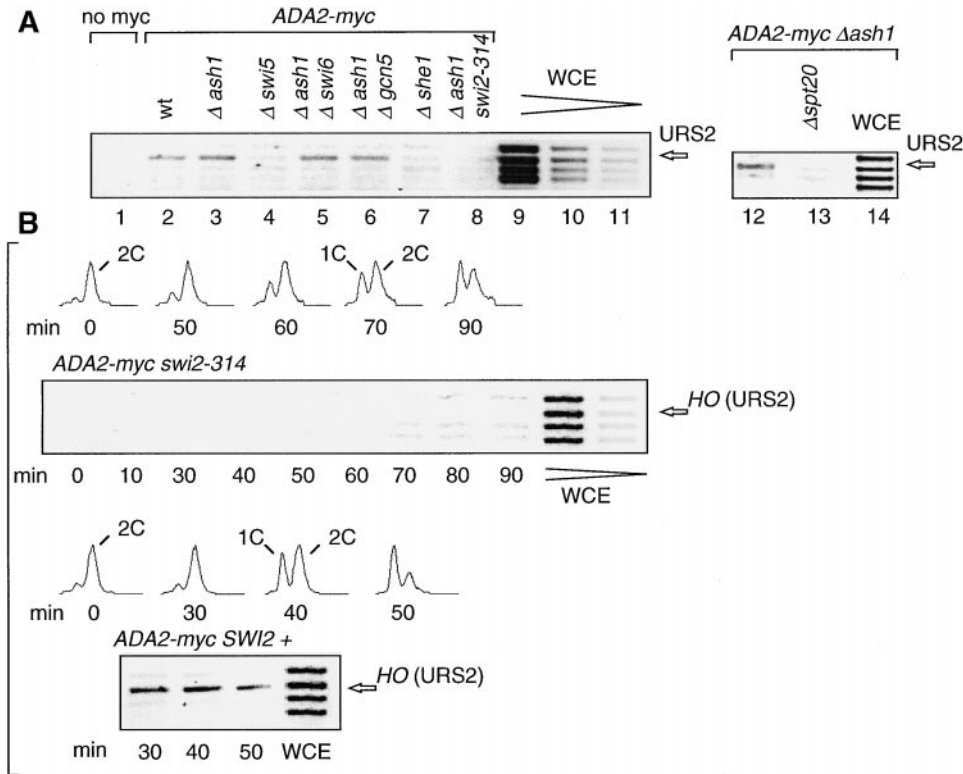 A
no myc
ADA2-myc
wt
Δ ash1
Δ swi5
Δ ash1
Δ swi6
Δ ash1
Δ gcn5
Δ she1
Δ ash1
swi2-314
WCE
URS2
1 2 3 4 5 6 7 8 9 10 11
ADA2-myc Δash1
Δspt20
WCE
URS2
12 13 14
B
2C 1C 2C
min 0 50 60 70 90
ADA2-myc swi2-314
HO (URS2)
min 0 10 30 40 50 60 70 80 90
WCE
2C 1C 2C
min 0 30 40 50
ADA2-myc SWI2 +
HO (URS2)
min 30 40 50 WCE